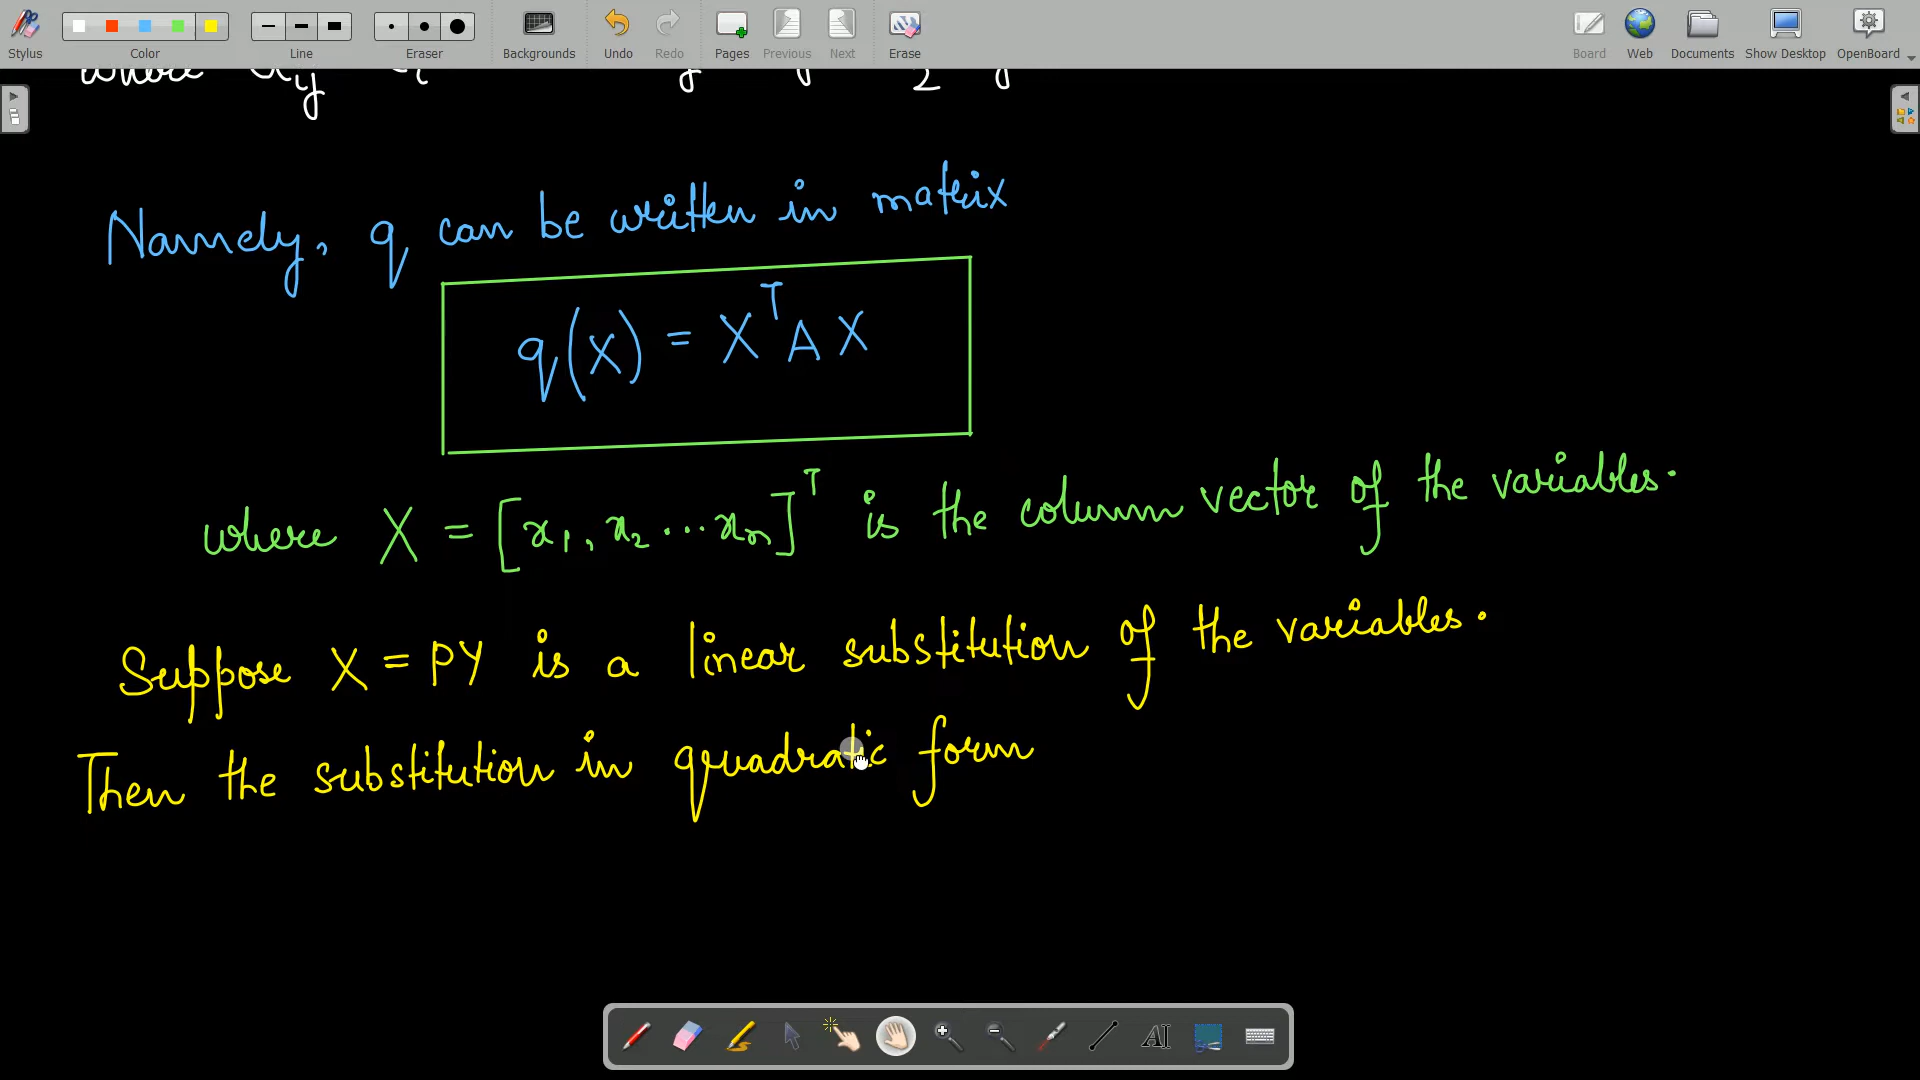 Stylus Color Line Eraser Backgrounds Undo Redo Pages Previous Next Erase Board Web Documents Show Desktop OpenBoard
where
Namely, q can be written in matrix
q(X) = X^T A X
where X = [x₁, x₂ ... xₙ]^T is the column vector of the variables.
Suppose X = PY is a linear substitution of the variables.
Then the substitution in quadratic form
AI